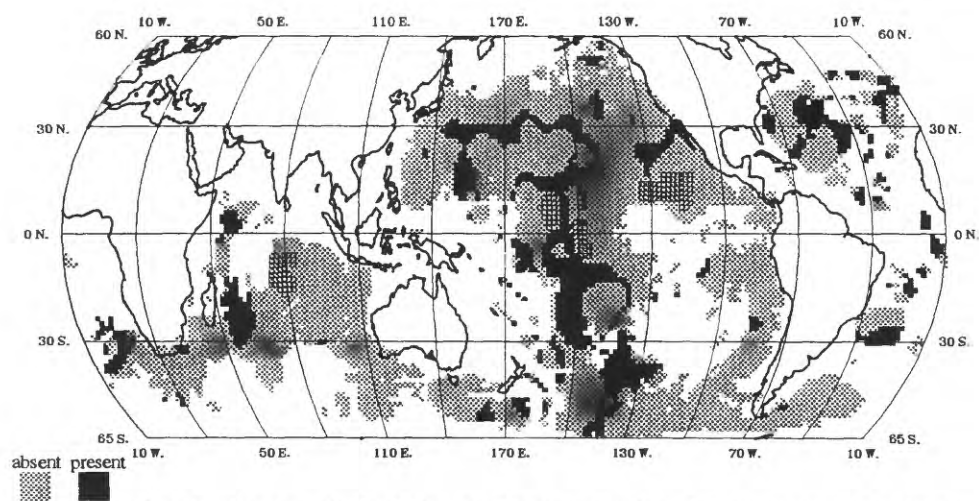 10 W. 50 E. 110 E. 170 E. 130 W. 70 W. 10 W.
60 N. 60 N.
30 N. 30 N.
0 N. 0 N.
30 S. 30 S.
65 S. 65 S.
10 W. 50 E. 110 E. 170 E. 130 W. 70 W. 10 W.
absent present